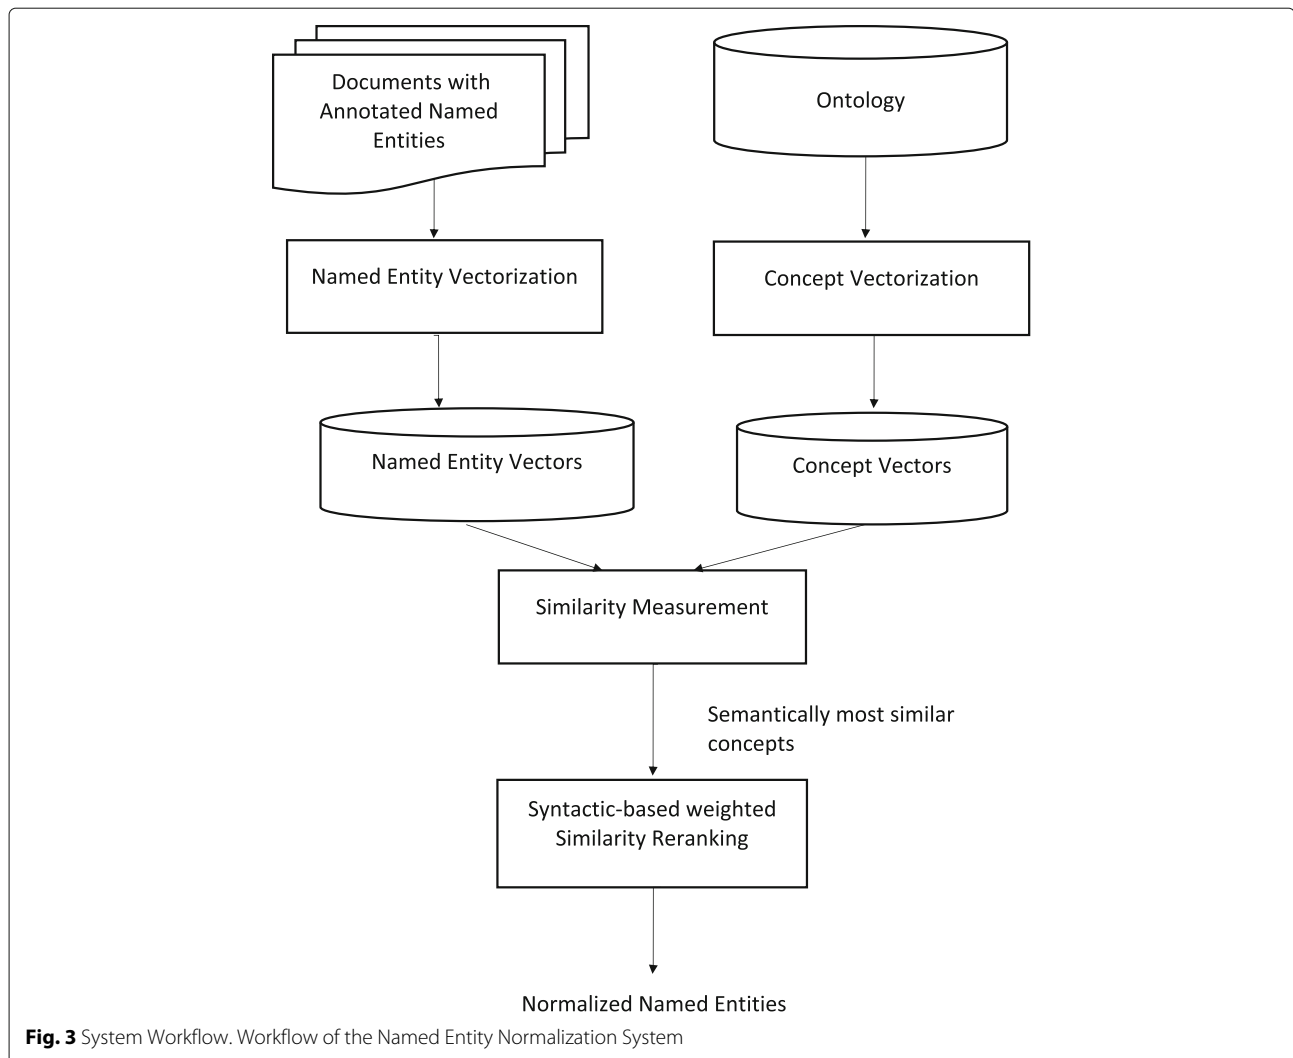 Documents with
Annotated Named
Entities
Ontology
Named Entity Vectorization
Concept Vectorization
Named Entity Vectors
Concept Vectors
Similarity Measurement
Semantically most similar
concepts
Syntactic-based weighted
Similarity Reranking
Normalized Named Entities
Fig. 3 System Workflow. Workflow of the Named Entity Normalization System